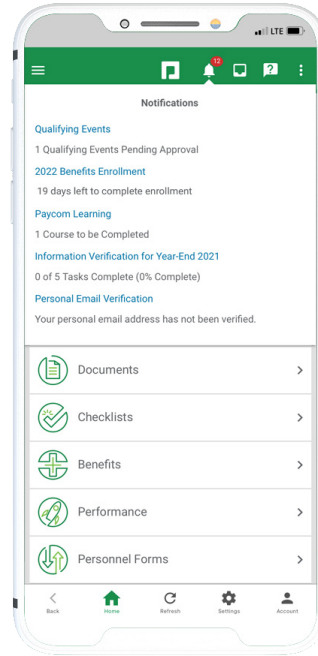 LTE
12
?
Notifications
Qualifying Events
1 Qualifying Events Pending Approval
2022 Benefits Enrollment
19 days left to complete enrollment
Paycom Learning
1 Course to be Completed
Information Verification for Year-End 2021
0 of 5 Tasks Complete (0% Complete)
Personal Email Verification
Your personal email address has not been verified.
Documents
Checklists
Benefits
Performance
Personnel Forms
Back Home Refresh Settings Account